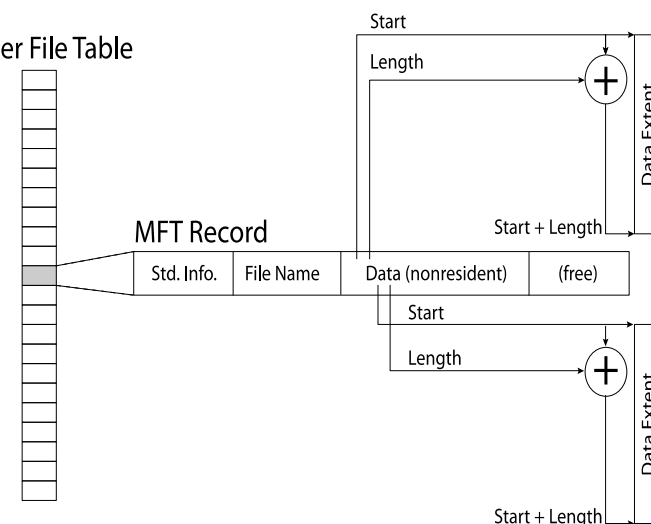 Start
er File Table
Length
Data Extent
Start + Length
MFT Record
Std. Info.
File Name
Data (nonresident)
(free)
Start
Length
Data Extent
Start + Length